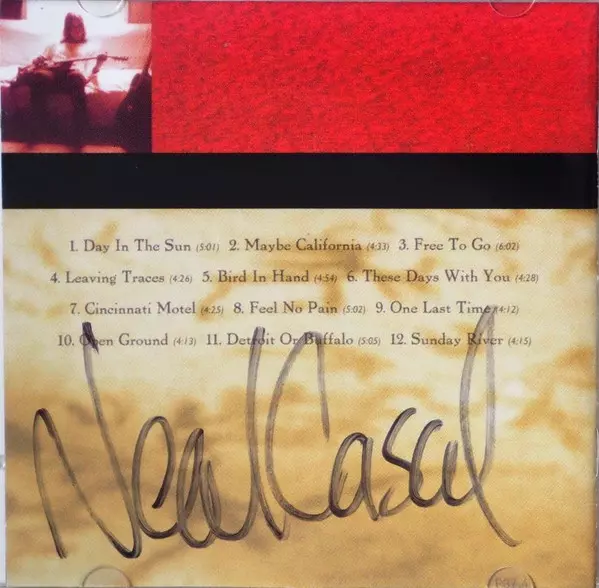 1. Day In The Sun (5:01) 2. Maybe California (4:33) 3. Free To Go (6:02)
4. Leaving Traces (4:26) 5. Bird In Hand (4:54) 6. These Days With You (4:28)
7. Cincinnati Motel (4:25) 8. Feel No Pain (5:02) 9. One Last Time (4:12)
10. Open Ground (4:13) 11. Detroit Or Buffalo (5:05) 12. Sunday River (4:15)
Neal Casal